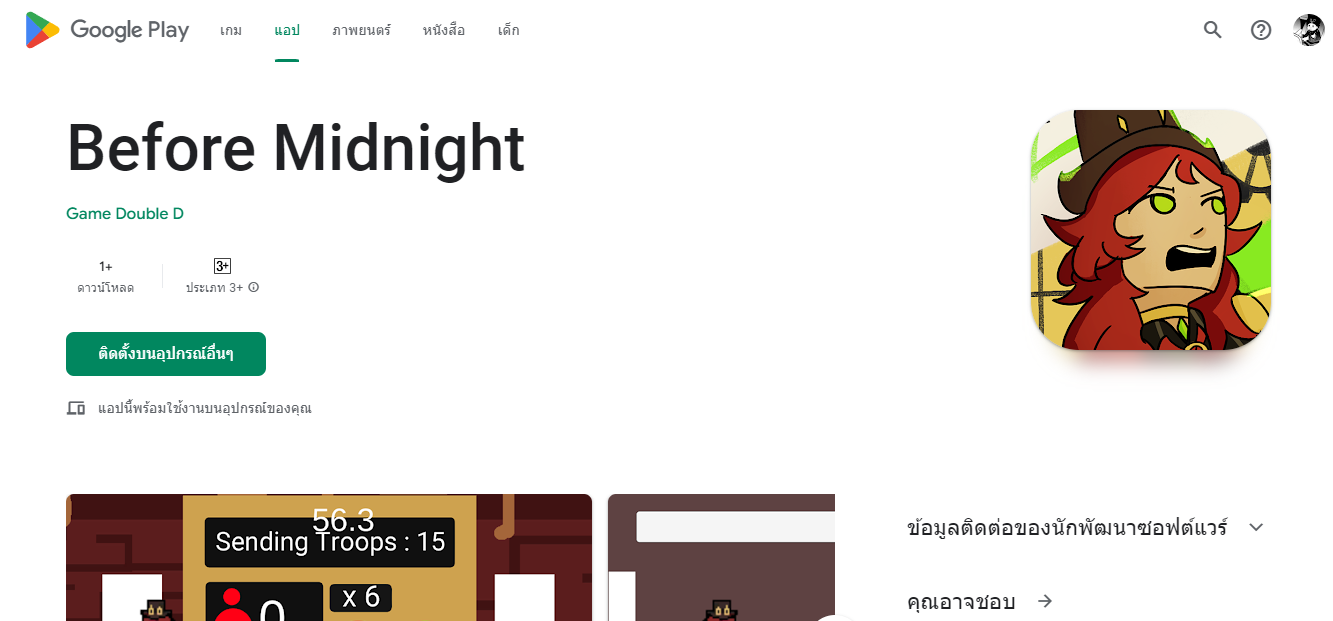 Google Play เกม แอป ภาพยนตร์ หนังสือ เด็ก
Before Midnight
Game Double D
1+
ดาวน์โหลด
3+
ประเภท 3+
ติดตั้งบนอุปกรณ์อื่นๆ
แอปนี้พร้อมใช้งานบนอุปกรณ์ของคุณ
56.3
Sending Troops : 15
x 6
0
ข้อมูลติดต่อของนักพัฒนาซอฟต์แวร์
คุณอาจชอบ